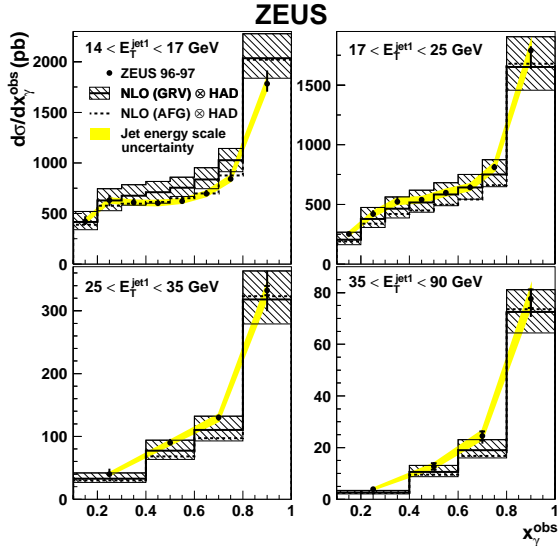 ZEUS
dσ/dx_γ^obs (pb)
14 < E_T^jet1 < 17 GeV
ZEUS 96-97
NLO (GRV) ⊗ HAD
NLO (AFG) ⊗ HAD
Jet energy scale
uncertainty
2000
1500
1000
500
0
17 < E_T^jet1 < 25 GeV
1500
1000
500
0
25 < E_T^jet1 < 35 GeV
300
200
100
0
0.2 0.4 0.6 0.8 1
35 < E_T^jet1 < 90 GeV
80
60
40
20
0
0.2 0.4 0.6 0.8 1
x_γ^obs